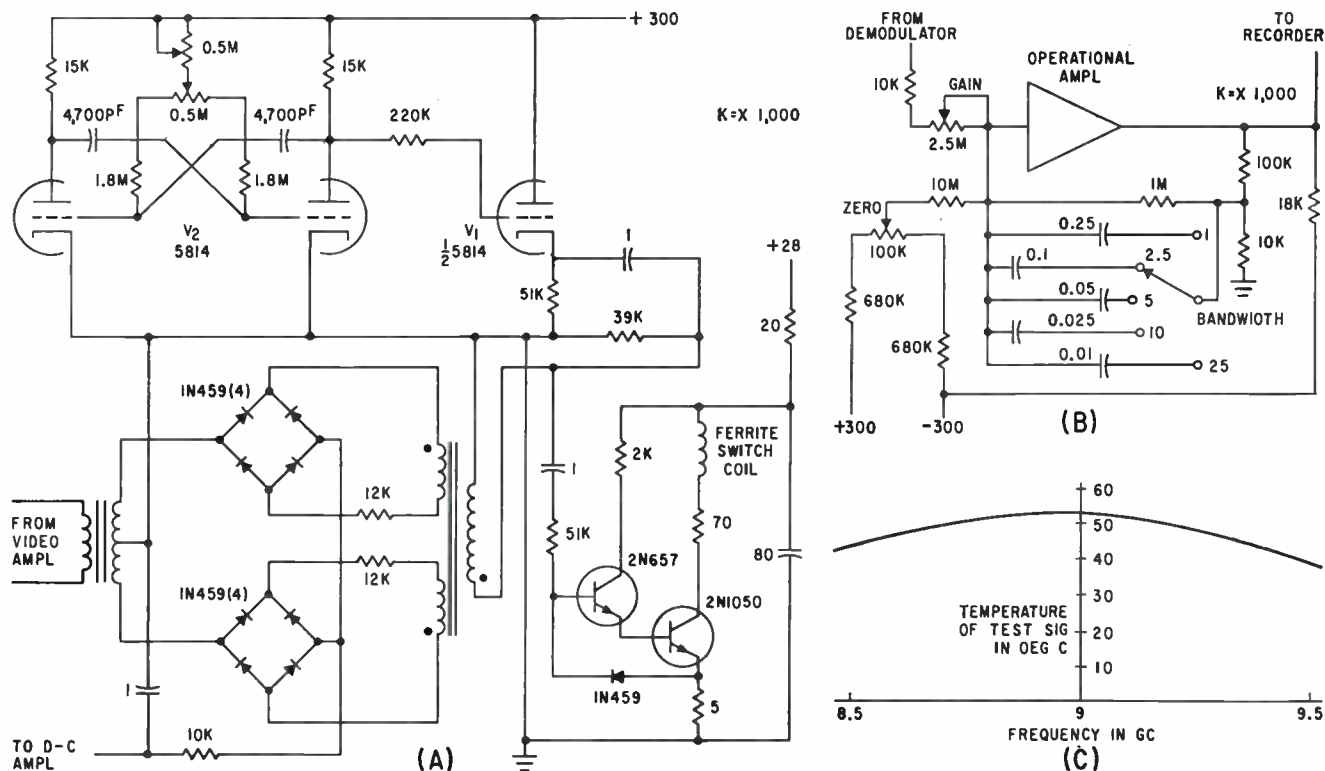 + 300
0.5M
15K
15K
0.5M
4,700PF
4,700PF
220K
K=X 1,000
1.8M
1.8M
V2
5814
V1
1/2 5814
1
51K
39K
+28
20
IN459(4)
FERRITE
SWITCH
COIL
2K
1
12K
70
FROM
VIDEO
AMPL
51K
80
2N657
12K
IN459(4)
2N1050
1
IN459
5
TO D-C
AMPL
10K
(A)
FROM
DEMODULATOR
TO
RECORDER
OPERATIONAL
AMPL
10K
GAIN
K=X 1,000
2.5M
100K
10M
1M
18K
ZERO
0.25
1
10K
100K
0.1
2.5
680K
0.05
5
BANDWIOTH
0.025
10
680K
0.01
25
+300
-300
(B)
60
50
40
30
TEMPERATURE
OF TEST SIG
IN OEG C
20
10
8.5
9
9.5
FREQUENCY IN GC
(C)